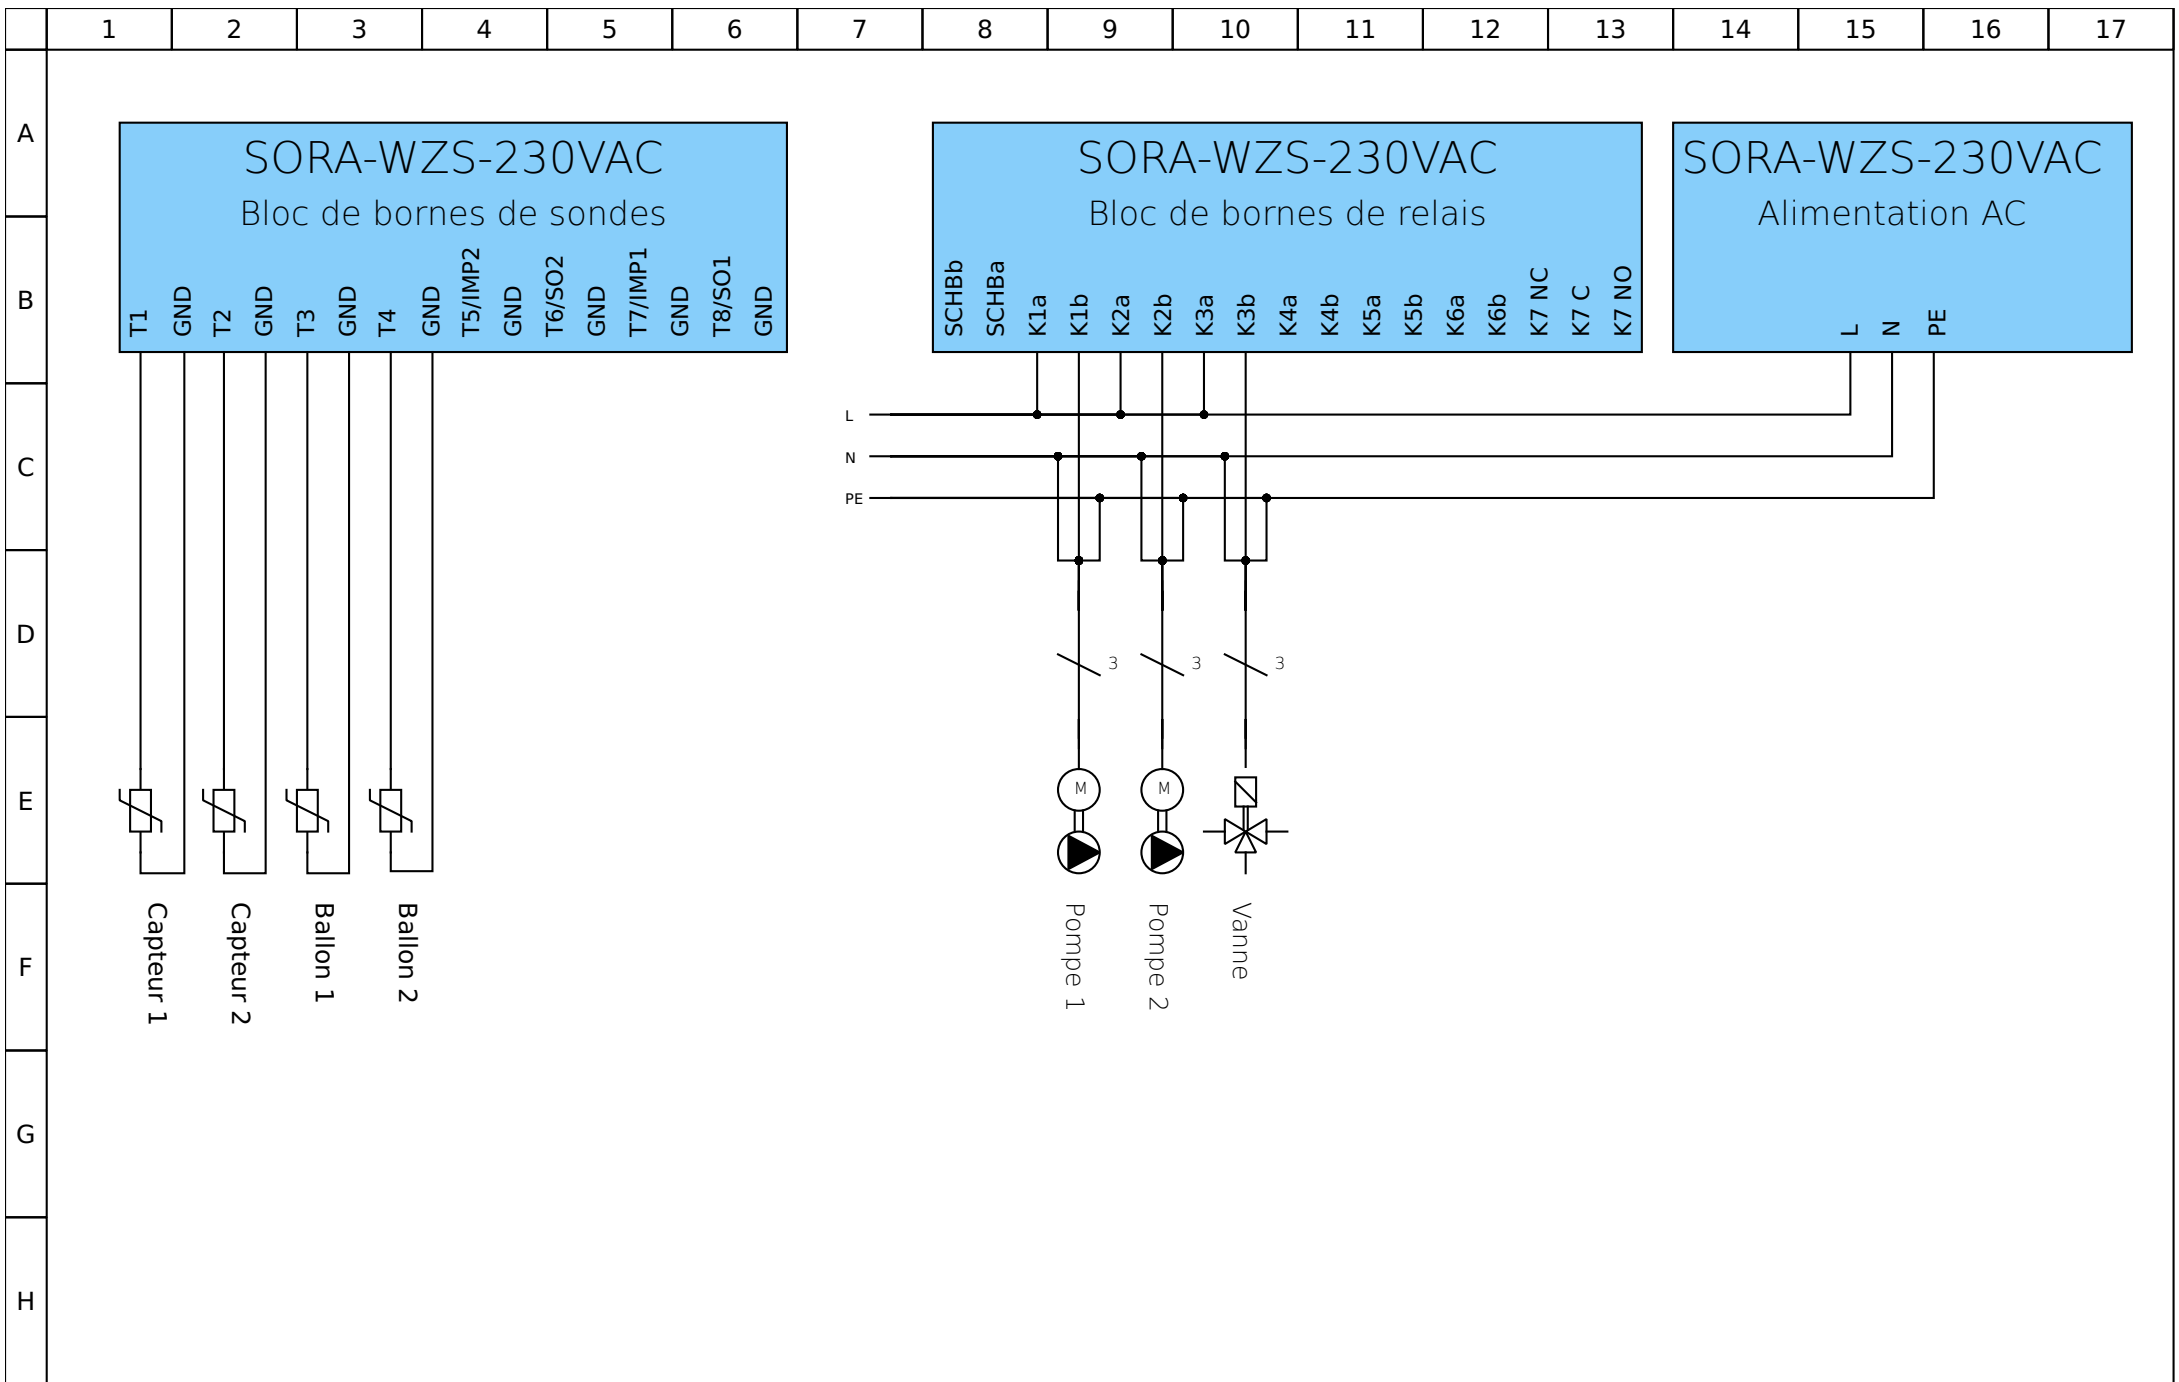 1 2 3 4 5 6 7 8 9 10 11 12 13 14 15 16 17
A
SORA-WZS-230VAC
Bloc de bornes de sondes
T1 GND T2 GND T3 GND T4 GND T5/IMP2 GND T6/SO2 GND T7/IMP1 GND T8/SO1 GND
SORA-WZS-230VAC
Bloc de bornes de relais
SCHBb SCHBa K1a K1b K2a K2b K3a K3b K4a K4b K5a K5b K6a K6b K7 NC K7 C K7 NO
SORA-WZS-230VAC
Alimentation AC
L N PE
B
L
N
PE
C
D
3 3 3
E
M M
Capteur 1
Capteur 2
Ballon 1
Ballon 2
Pompe 1
Pompe 2
Vanne
F
G
H